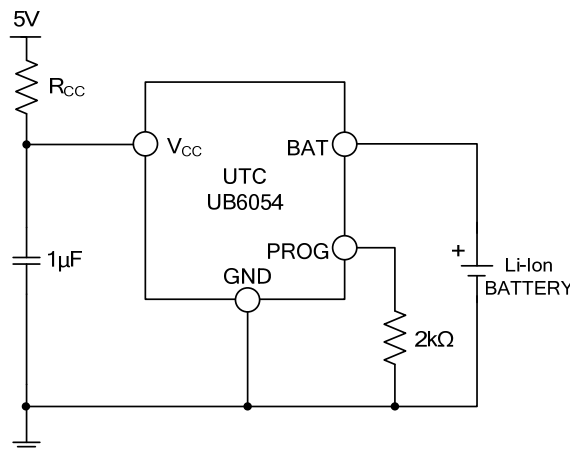 5V
RCC
VCC
BAT
UTC
UB6054
PROG
GND
1µF
+
Li-Ion
BATTERY
2kΩ